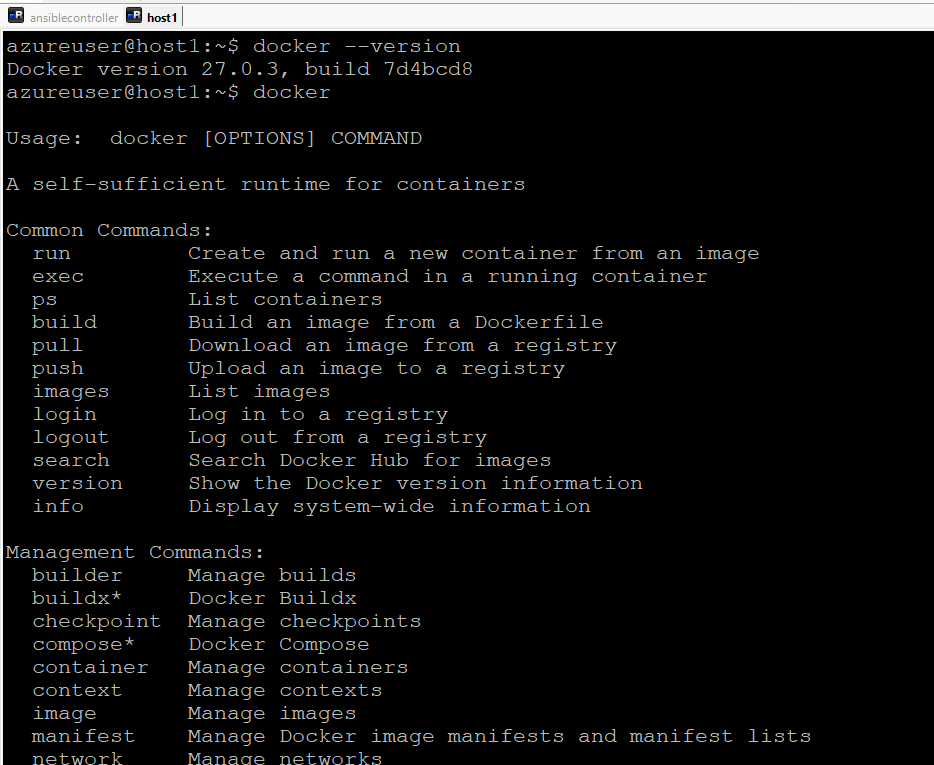 ansiblecontroller host1
azureuser@host1:~$ docker --version
Docker version 27.0.3, build 7d4bcd8
azureuser@host1:~$ docker
Usage:  docker [OPTIONS] COMMAND
A self-sufficient runtime for containers
Common Commands:
  run         Create and run a new container from an image
  exec        Execute a command in a running container
  ps          List containers
  build       Build an image from a Dockerfile
  pull        Download an image from a registry
  push        Upload an image to a registry
  images      List images
  login       Log in to a registry
  logout      Log out from a registry
  search      Search Docker Hub for images
  version     Show the Docker version information
  info        Display system-wide information
Management Commands:
  builder     Manage builds
  buildx*     Docker Buildx
  checkpoint  Manage checkpoints
  compose*    Docker Compose
  container   Manage containers
  context     Manage contexts
  image       Manage images
  manifest    Manage Docker image manifests and manifest lists
  network     Manage networks